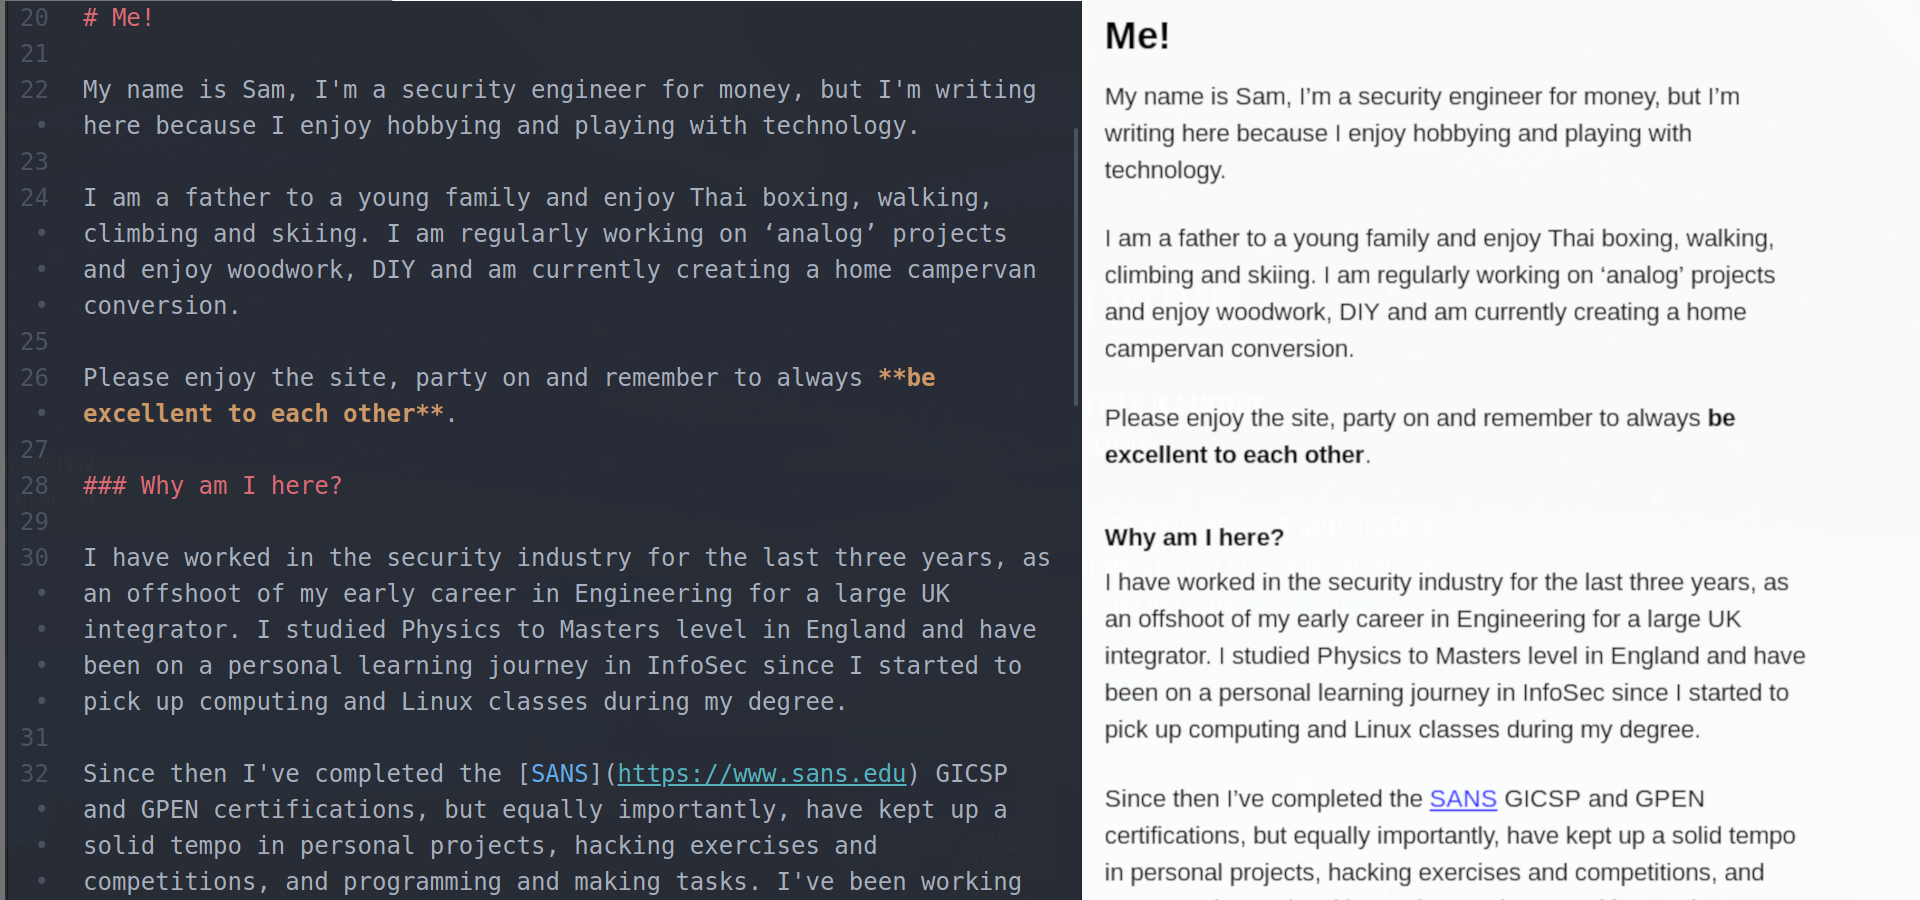 20 # Me!
21
22 My name is Sam, I'm a security engineer for money, but I'm writing
• here because I enjoy hobbying and playing with technology.
23
24 I am a father to a young family and enjoy Thai boxing, walking,
• climbing and skiing. I am regularly working on ‘analog’ projects
• and enjoy woodwork, DIY and am currently creating a home campervan
• conversion.
25
26 Please enjoy the site, party on and remember to always **be
• excellent to each other**.
27
28 ### Why am I here?
29
30 I have worked in the security industry for the last three years, as
• an offshoot of my early career in Engineering for a large UK
• integrator. I studied Physics to Masters level in England and have
• been on a personal learning journey in InfoSec since I started to
• pick up computing and Linux classes during my degree.
31
32 Since then I've completed the [SANS](https://www.sans.edu) GICSP
• and GPEN certifications, but equally importantly, have kept up a
• solid tempo in personal projects, hacking exercises and
• competitions, and programming and making tasks. I've been working
Me!
My name is Sam, I’m a security engineer for money, but I’m
writing here because I enjoy hobbying and playing with
technology.
I am a father to a young family and enjoy Thai boxing, walking,
climbing and skiing. I am regularly working on ‘analog’ projects
and enjoy woodwork, DIY and am currently creating a home
campervan conversion.
Please enjoy the site, party on and remember to always be
excellent to each other.
Why am I here?
I have worked in the security industry for the last three years, as
an offshoot of my early career in Engineering for a large UK
integrator. I studied Physics to Masters level in England and have
been on a personal learning journey in InfoSec since I started to
pick up computing and Linux classes during my degree.
Since then I’ve completed the SANS GICSP and GPEN
certifications, but equally importantly, have kept up a solid tempo
in personal projects, hacking exercises and competitions, and